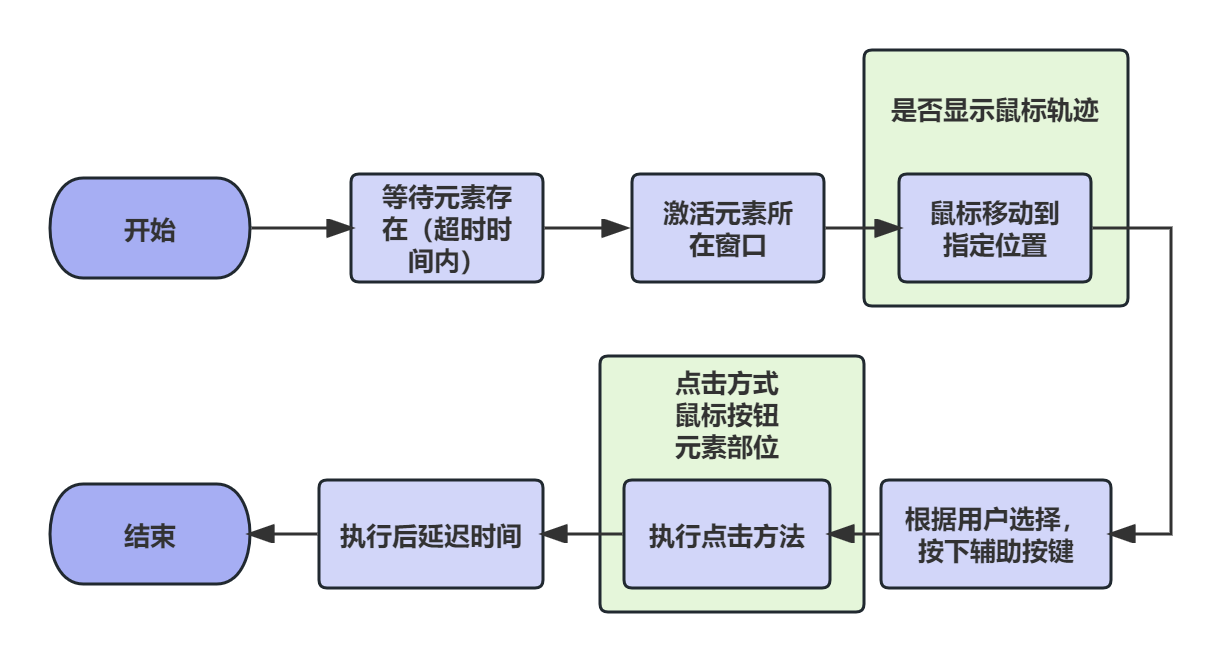 开始
等待元素存
在（超时时
间内）
激活元素所
在窗口
是否显示鼠标轨迹
鼠标移动到
指定位置
根据用户选择，
按下辅助按键
点击方式
鼠标按钮
元素部位
执行点击方法
执行后延迟时间
结束